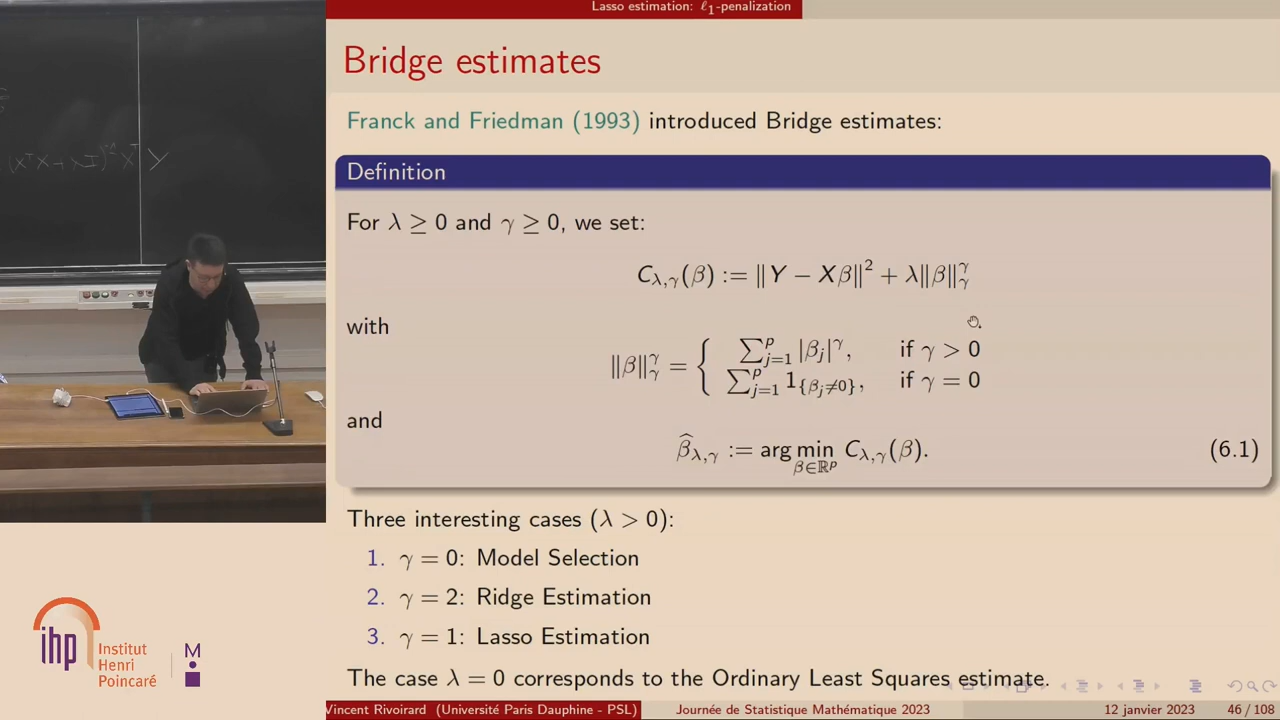 Lasso estimation: ℓ₁-penalization
Bridge estimates
Franck and Friedman (1993) introduced Bridge estimates:
Definition
For λ ≥ 0 and γ ≥ 0, we set:
C_{λ,γ}(β) := ‖Y − Xβ‖² + λ‖β‖_γ^γ
with
‖β‖_γ^γ = { ∑_{j=1}^p |β_j|^γ, if γ > 0
∑_{j=1}^p 1_{{β_j≠0}}, if γ = 0
and
β̂_{λ,γ} := arg min_{β∈ℝ^p} C_{λ,γ}(β). (6.1)
Three interesting cases (λ > 0):
1. γ = 0: Model Selection
2. γ = 2: Ridge Estimation
3. γ = 1: Lasso Estimation
The case λ = 0 corresponds to the Ordinary Least Squares estimate.
Vincent Rivoirard (Université Paris Dauphine - PSL) Journée de Statistique Mathématique 2023 12 janvier 2023 46 / 108
ihp Institut
Henri
Poincaré
M